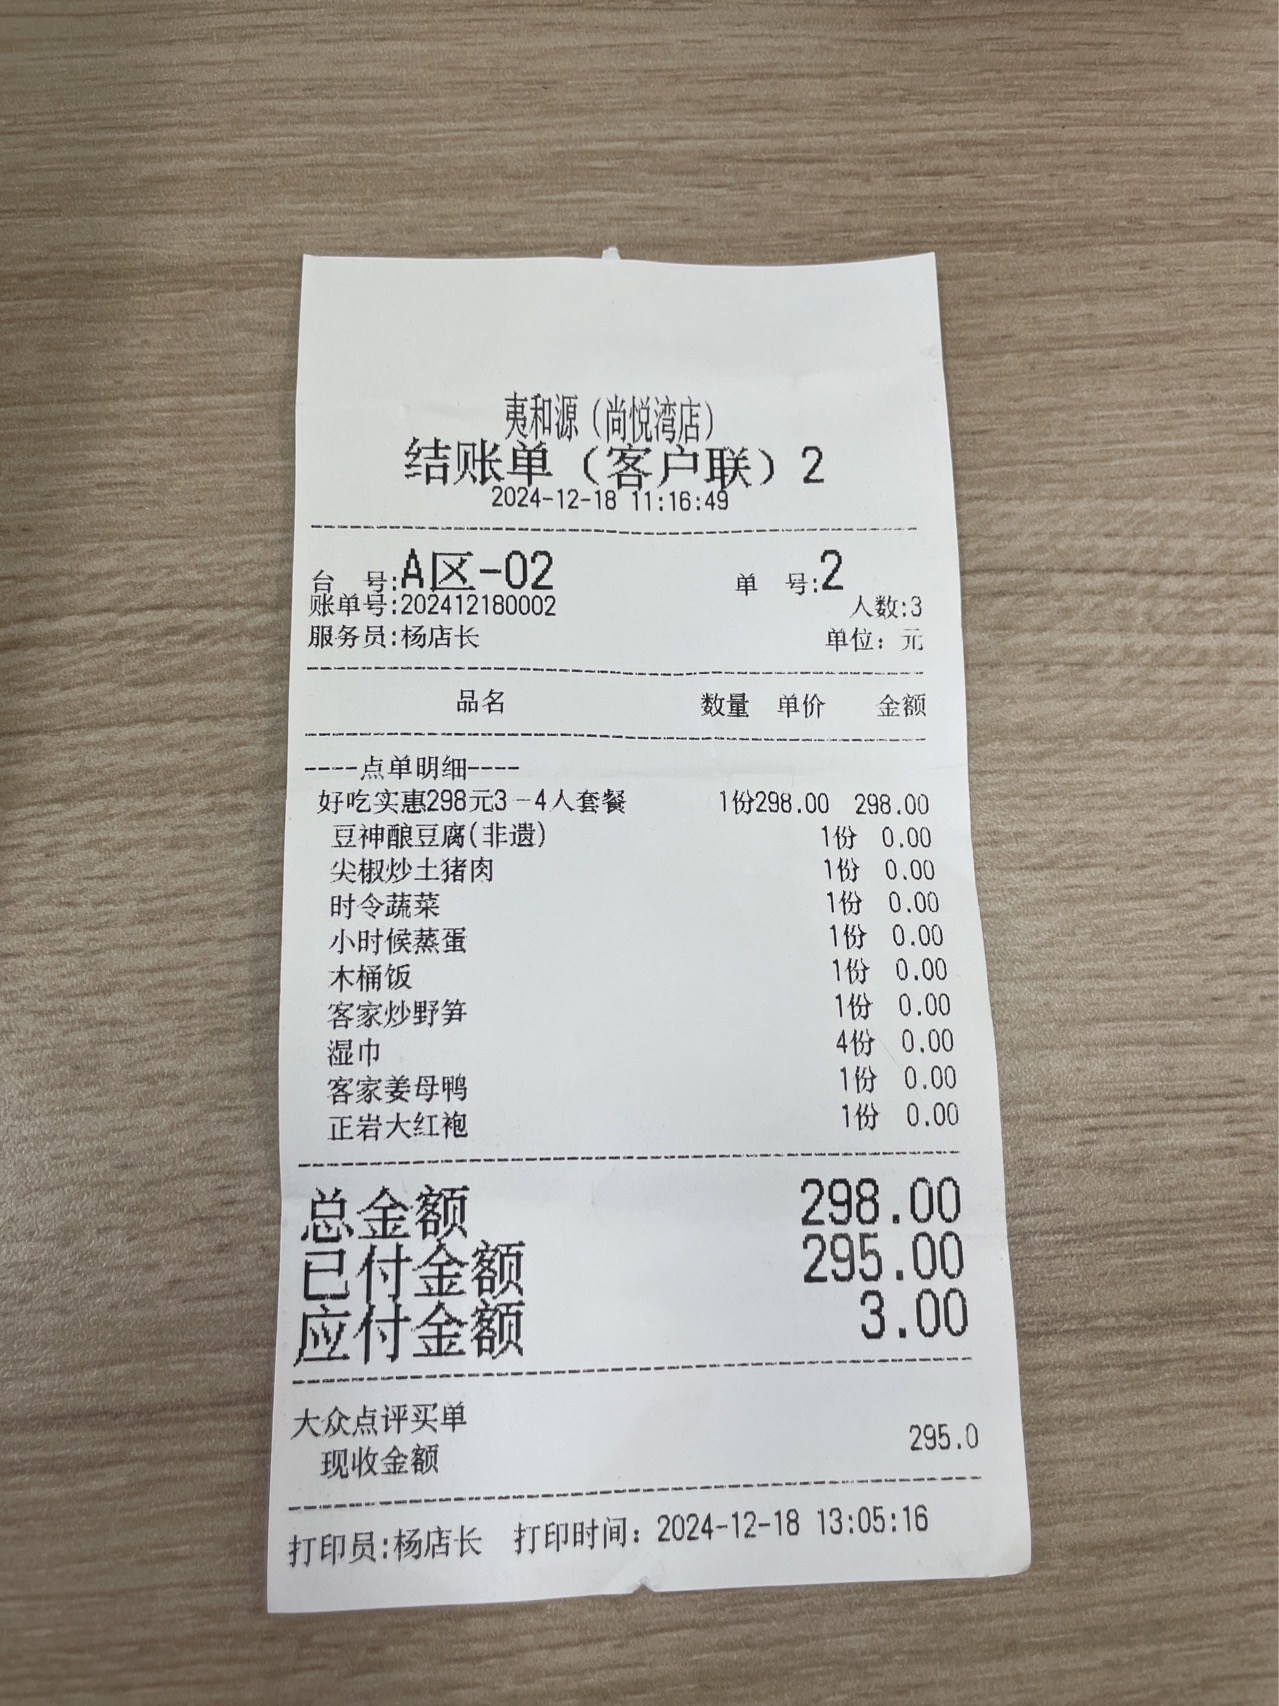 夷和源（尚悦湾店）
结账单（客户联）2
2024-12-18 11:16:49
台 号:A区-02 单 号:2
账单号:202412180002 人数:3
服务员:杨店长 单位：元
品名 数量 单价 金额
----点单明细----
好吃实惠298元3-4人套餐 1份298.00 298.00
豆神酿豆腐(非遗) 1份 0.00
尖椒炒土猪肉 1份 0.00
时令蔬菜 1份 0.00
小时候蒸蛋 1份 0.00
木桶饭 1份 0.00
客家炒野笋 1份 0.00
湿巾 4份 0.00
客家姜母鸭 1份 0.00
正岩大红袍 1份 0.00
总金额 298.00
已付金额 295.00
应付金额 3.00
大众点评买单
现收金额 295.0
打印员:杨店长 打印时间：2024-12-18 13:05:16